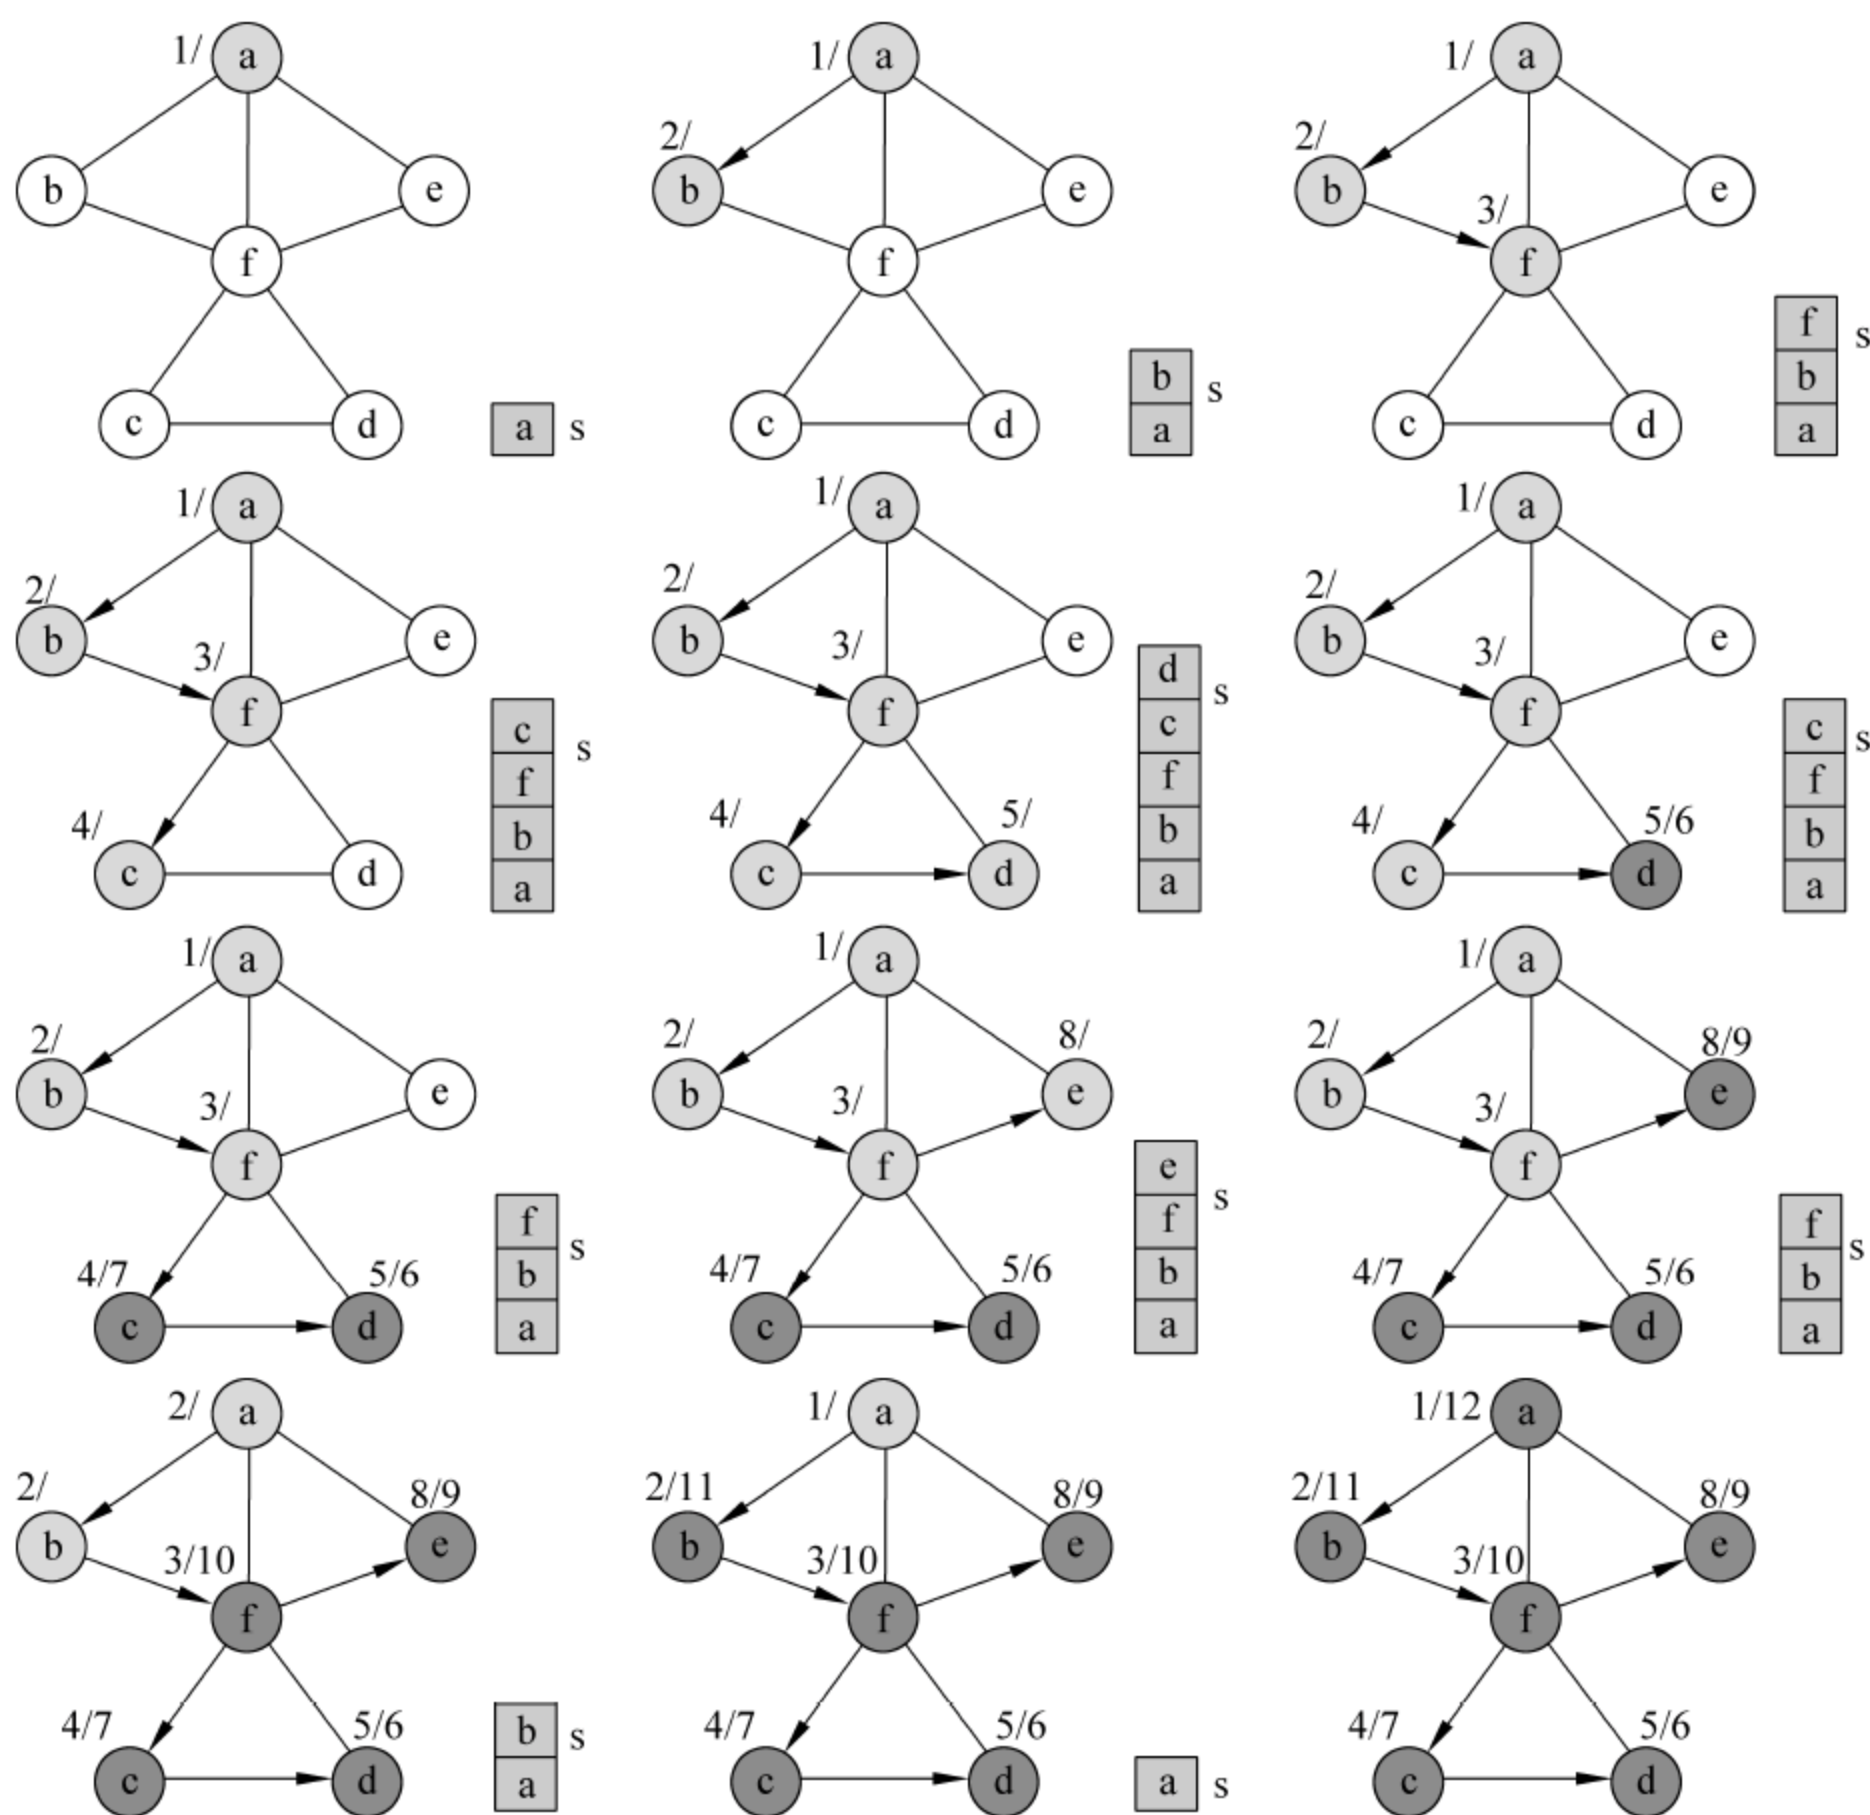 1/ a
b e
f
c d a s
1/ a
2/
b e
f
b s
c d a
1/ a
2/
b e
3/
f
f s
b
c d a
1/ a
2/
b e
3/
f
c s
f
4/ b
c d a
1/ a
2/
b e
3/ d s
f c
f
4/ 5/ b
c d a
1/ a
2/
b e
3/
f c s
f
4/ 5/6 b
c d a
1/ a
2/
b e
3/
f
f s
4/7 5/6 b
c d a
1/ a
2/ 8/
b e
3/
f e s
f
4/7 5/6 b
c d a
1/ a
2/ 8/9
b e
3/
f
f s
4/7 5/6 b
c d a
2/ a
2/ 8/9
b e
3/10
f
4/7 5/6 b s
c d a
1/ a
2/11 8/9
b e
3/10
f
4/7 5/6
c d a s
1/12 a
2/11 8/9
b e
3/10
f
4/7 5/6
c d